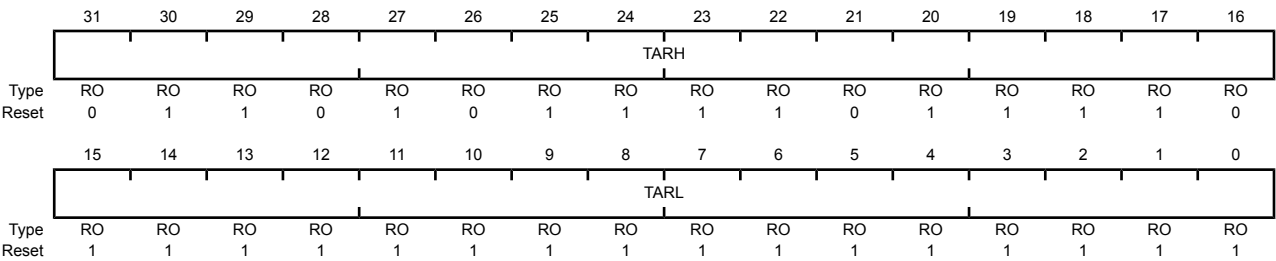 31 30 29 28 27 26 25 24 23 22 21 20 19 18 17 16
TARH
Type RO RO RO RO RO RO RO RO RO RO RO RO RO RO RO RO
Reset 0 1 1 0 1 0 1 1 1 1 0 1 1 1 1 0
15 14 13 12 11 10 9 8 7 6 5 4 3 2 1 0
TARL
Type RO RO RO RO RO RO RO RO RO RO RO RO RO RO RO RO
Reset 1 1 1 1 1 1 1 1 1 1 1 1 1 1 1 1